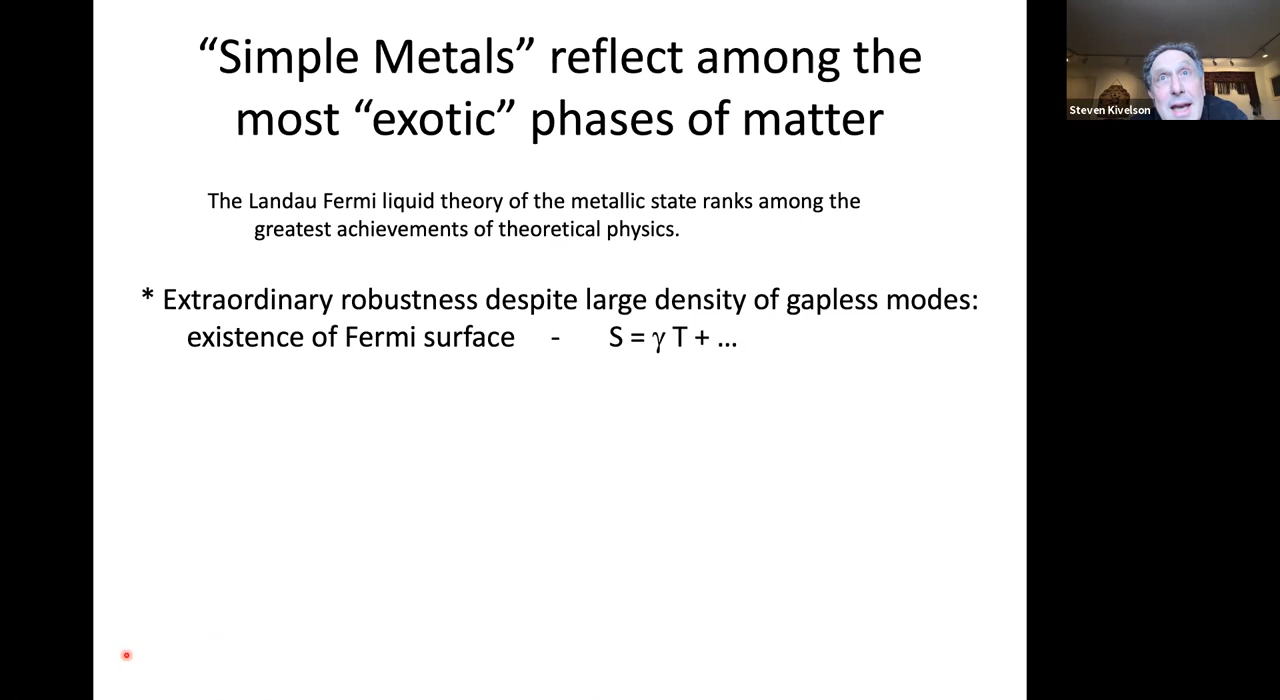 “Simple Metals” reflect among the
most “exotic” phases of matter
The Landau Fermi liquid theory of the metallic state ranks among the
greatest achievements of theoretical physics.
* Extraordinary robustness despite large density of gapless modes:
existence of Fermi surface - S = γ T + ...
Steven Kivelson